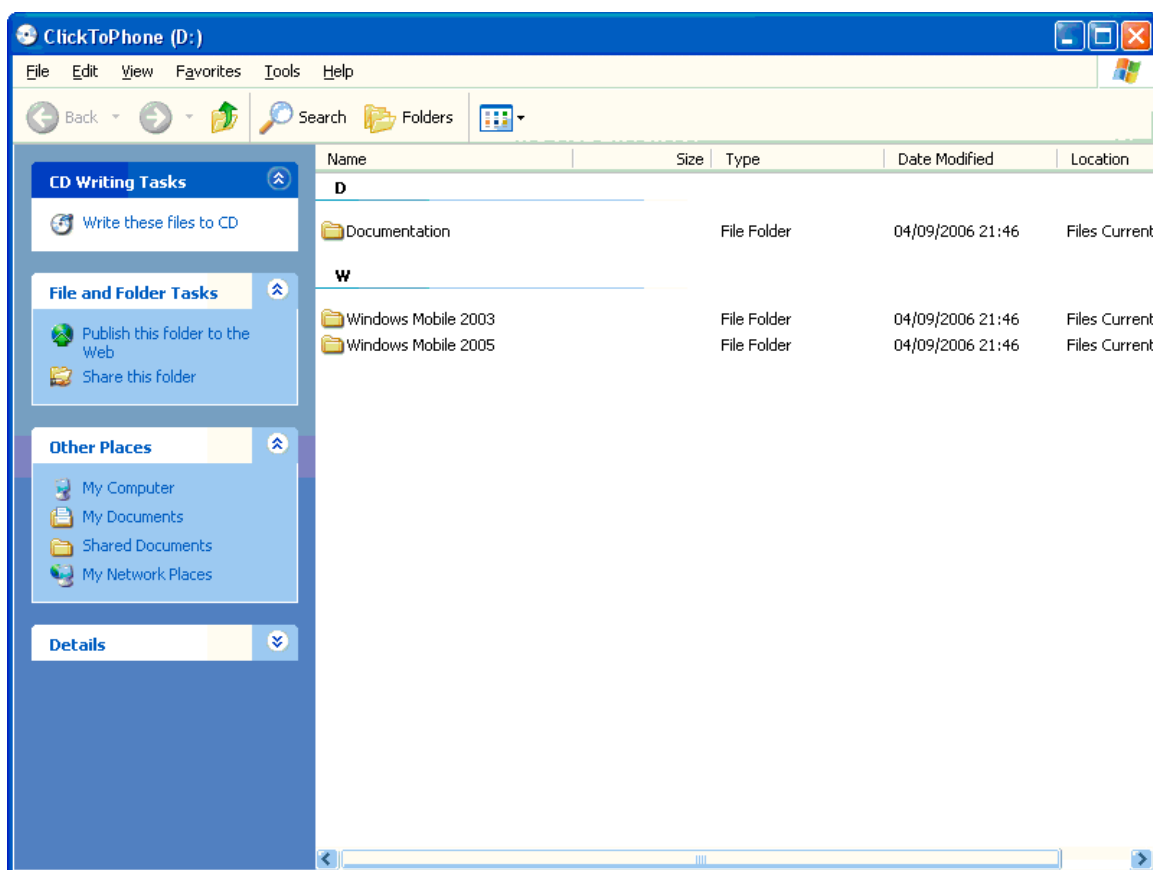 ClickToPhone (D:)
File Edit View Favorites Tools Help
Back Search Folders
Name Size Type Date Modified Location
CD Writing Tasks
Write these files to CD
File and Folder Tasks
Publish this folder to the
Web
Share this folder
Other Places
My Computer
My Documents
Shared Documents
My Network Places
Details
D
Documentation File Folder 04/09/2006 21:46 Files Current
W
Windows Mobile 2003 File Folder 04/09/2006 21:46 Files Current
Windows Mobile 2005 File Folder 04/09/2006 21:46 Files Current